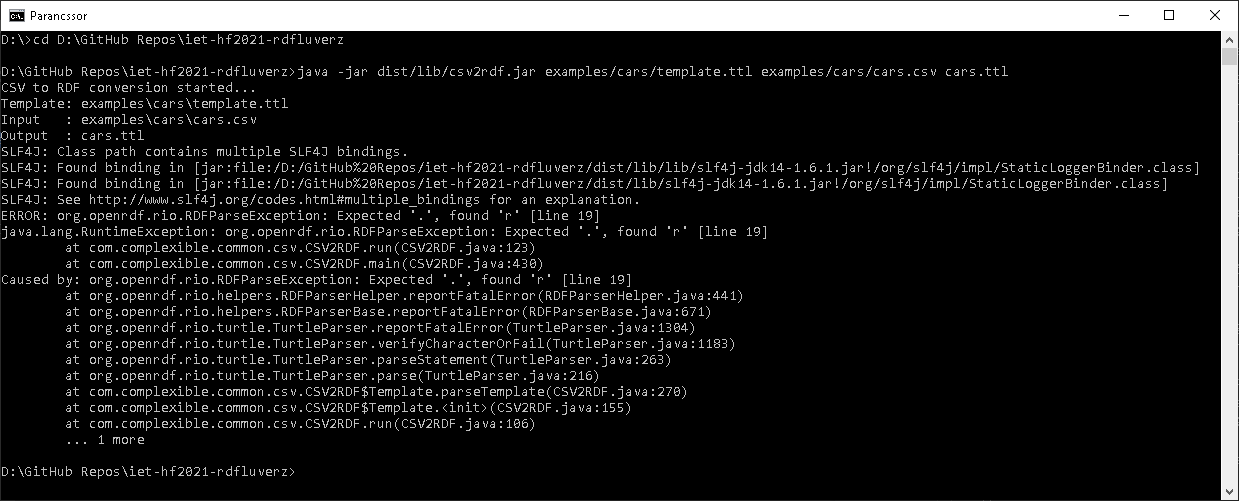 Parancssor
D:\>cd D:\GitHub Repos\iet-hf2021-rdfluverz
D:\GitHub Repos\iet-hf2021-rdfluverz>java -jar dist/lib/csv2rdf.jar examples/cars/template.ttl examples/cars/cars.csv cars.ttl
CSV to RDF conversion started...
Template: examples\cars\template.ttl
Input   : examples\cars\cars.csv
Output  : cars.ttl
SLF4J: Class path contains multiple SLF4J bindings.
SLF4J: Found binding in [jar:file:/D:/GitHub%20Repos/iet-hf2021-rdfluverz/dist/lib/lib/slf4j-jdk14-1.6.1.jar!/org/slf4j/impl/StaticLoggerBinder.class]
SLF4J: Found binding in [jar:file:/D:/GitHub%20Repos/iet-hf2021-rdfluverz/dist/lib/slf4j-jdk14-1.6.1.jar!/org/slf4j/impl/StaticLoggerBinder.class]
SLF4J: See http://www.slf4j.org/codes.html#multiple_bindings for an explanation.
ERROR: org.openrdf.rio.RDFParseException: Expected '.', found 'r' [line 19]
java.lang.RuntimeException: org.openrdf.rio.RDFParseException: Expected '.', found 'r' [line 19]
        at com.complexible.common.csv.CSV2RDF.run(CSV2RDF.java:123)
        at com.complexible.common.csv.CSV2RDF.main(CSV2RDF.java:430)
Caused by: org.openrdf.rio.RDFParseException: Expected '.', found 'r' [line 19]
        at org.openrdf.rio.helpers.RDFParserHelper.reportFatalError(RDFParserHelper.java:441)
        at org.openrdf.rio.helpers.RDFParserBase.reportFatalError(RDFParserBase.java:671)
        at org.openrdf.rio.turtle.TurtleParser.reportFatalError(TurtleParser.java:1304)
        at org.openrdf.rio.turtle.TurtleParser.verifyCharacterOrFail(TurtleParser.java:1183)
        at org.openrdf.rio.turtle.TurtleParser.parseStatement(TurtleParser.java:263)
        at org.openrdf.rio.turtle.TurtleParser.parse(TurtleParser.java:216)
        at com.complexible.common.csv.CSV2RDF$Template.parseTemplate(CSV2RDF.java:270)
        at com.complexible.common.csv.CSV2RDF$Template.<init>(CSV2RDF.java:155)
        at com.complexible.common.csv.CSV2RDF.run(CSV2RDF.java:106)
        ... 1 more
D:\GitHub Repos\iet-hf2021-rdfluverz>